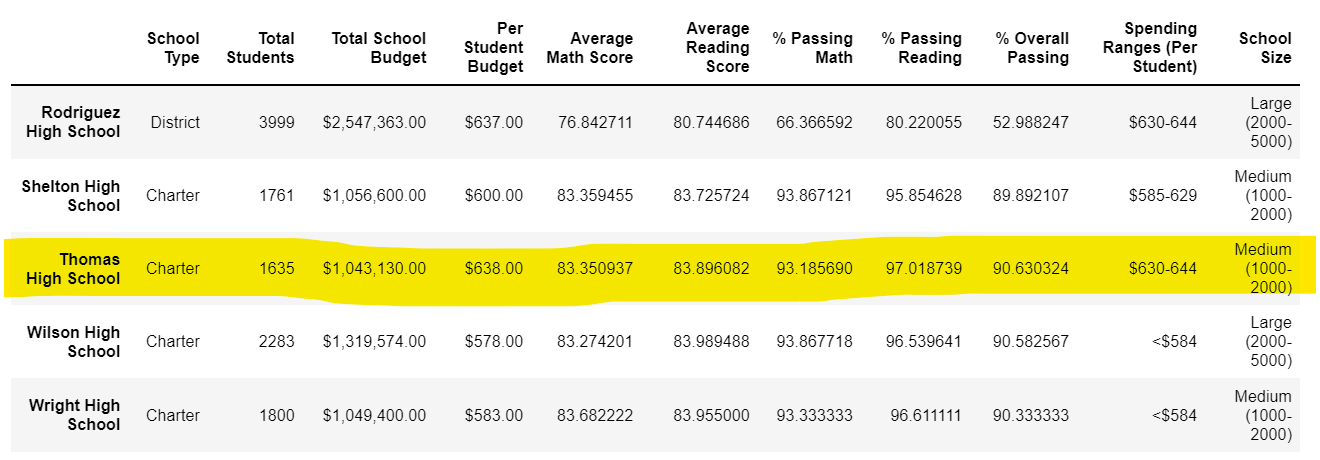 School Type Total Students Total School Budget Per Student Budget Average Math Score Average Reading Score % Passing Math % Passing Reading % Overall Passing Spending Ranges (Per Student) School Size
Rodriguez High School District 3999 $2,547,363.00 $637.00 76.842711 80.744686 66.366592 80.220055 52.988247 $630-644 Large (2000-5000)
Shelton High School Charter 1761 $1,056,600.00 $600.00 83.359455 83.725724 93.867121 95.854628 89.892107 $585-629 Medium (1000-2000)
Thomas High School Charter 1635 $1,043,130.00 $638.00 83.350937 83.896082 93.185690 97.018739 90.630324 $630-644 Medium (1000-2000)
Wilson High School Charter 2283 $1,319,574.00 $578.00 83.274201 83.989488 93.867718 96.539641 90.582567 <$584 Large (2000-5000)
Wright High School Charter 1800 $1,049,400.00 $583.00 83.682222 83.955000 93.333333 96.611111 90.333333 <$584 Medium (1000-2000)